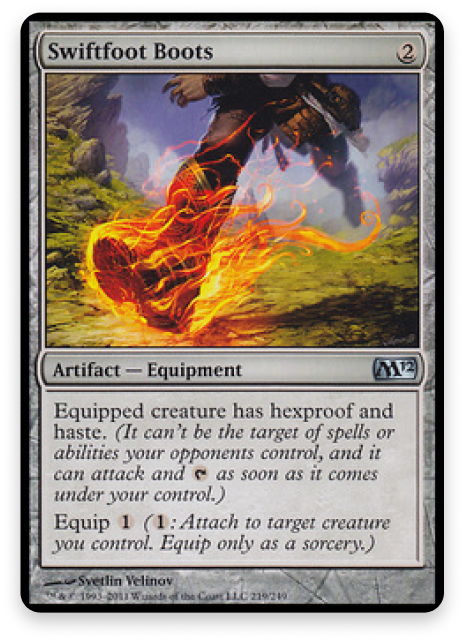 Swiftfoot Boots 2
Artifact — Equipment M12
Equipped creature has hexproof and
haste. (It can't be the target of spells or
abilities your opponents control, and it
can attack and as soon as it comes
under your control.)
Equip 1 (1: Attach to target creature
you control. Equip only as a sorcery.)
Svetlin Velinov
™ & © 1993–2011 Wizards of the Coast LLC 219/249